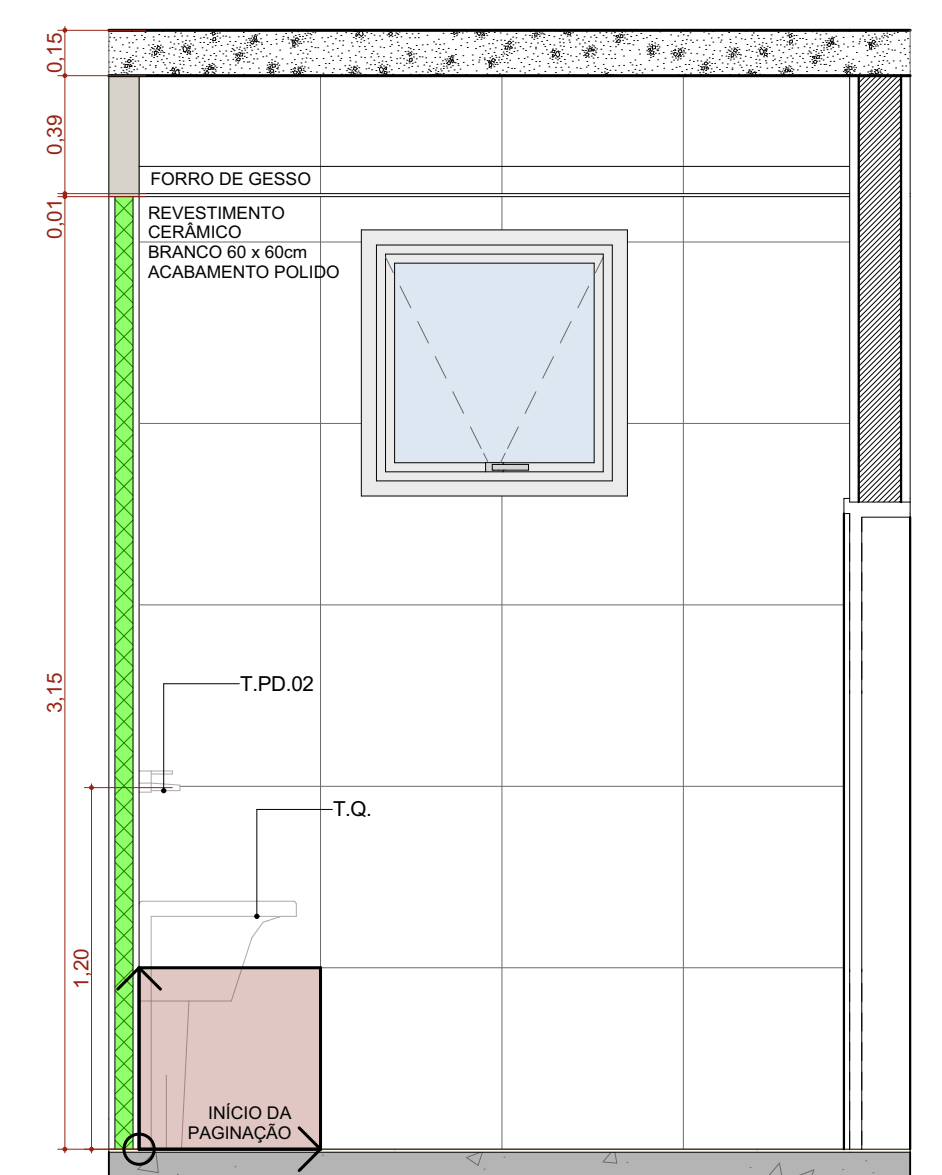 0,15
0,39
FORRO DE GESSO
0,01
REVESTIMENTO
CERÂMICO
BRANCO 60 x 60cm
ACABAMENTO POLIDO
3,15
T.PD.02
T.Q.
1,20
INÍCIO DA
PAGINAÇÃO